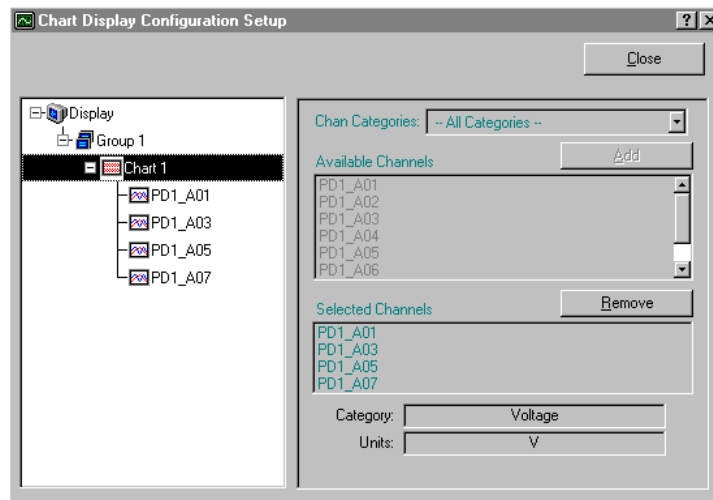 Chart Display Configuration Setup
Close
Display
Group 1
Chart 1
PD1_A01
PD1_A03
PD1_A05
PD1_A07
Chan Categories: -- All Categories --
Add
Available Channels
PD1_A01
PD1_A02
PD1_A03
PD1_A04
PD1_A05
PD1_A06
Remove
Selected Channels
PD1_A01
PD1_A03
PD1_A05
PD1_A07
Category: Voltage
Units: V